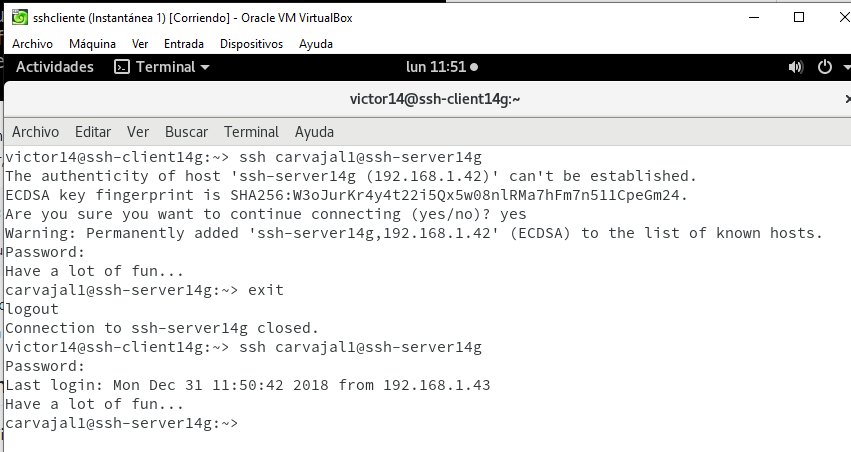 sshcliente (Instantánea 1) [Corriendo] - Oracle VM VirtualBox
Archivo Máquina Ver Entrada Dispositivos Ayuda
Actividades Terminal lun 11:51
victor14@ssh-client14g:~
Archivo Editar Ver Buscar Terminal Ayuda
victor14@ssh-client14g:~> ssh carvajal1@ssh-server14g
The authenticity of host 'ssh-server14g (192.168.1.42)' can't be established.
ECDSA key fingerprint is SHA256:W3oJurKr4y4t22i5Qx5w08nlRMa7hFm7n511CpeGm24.
Are you sure you want to continue connecting (yes/no)? yes
Warning: Permanently added 'ssh-server14g,192.168.1.42' (ECDSA) to the list of known hosts.
Password:
Have a lot of fun...
carvajal1@ssh-server14g:~> exit
logout
Connection to ssh-server14g closed.
victor14@ssh-client14g:~> ssh carvajal1@ssh-server14g
Password:
Last login: Mon Dec 31 11:50:42 2018 from 192.168.1.43
Have a lot of fun...
carvajal1@ssh-server14g:~>